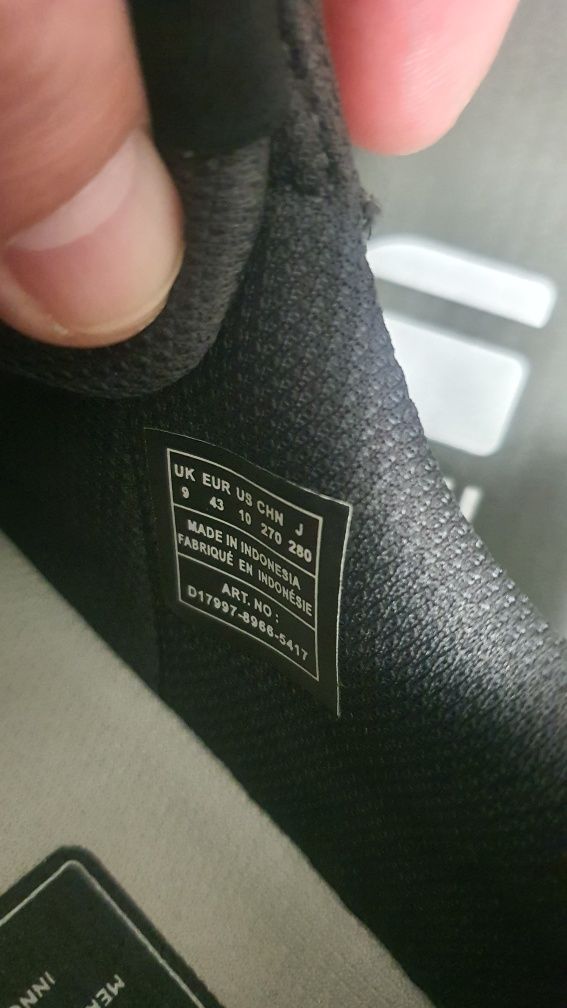 UK EUR US CHN J
9 43 10 270 280
MADE IN INDONESIA
FABRIQUÉ EN INDONÉSIE
ART. NO :
D17997-8966-5417